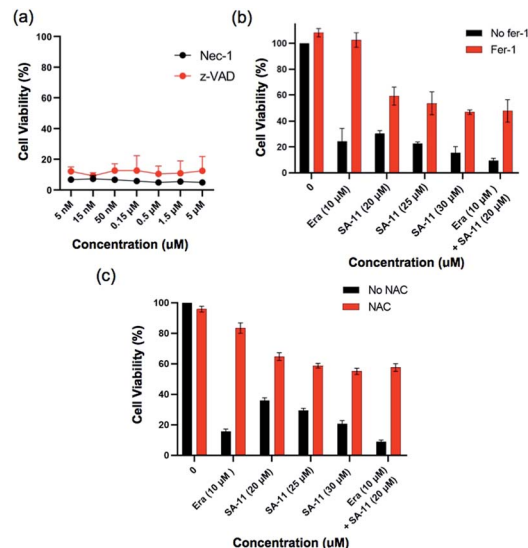 (a)
Nec-1
z-VAD
Cell Viability (%)
100
80
60
40
20
0
5 nM
15 nM
50 nM
0.15 µM
0.5 µM
1.5 µM
5 µM
Concentration (uM)
(b)
No fer-1
Fer-1
Cell Viability (%)
100
80
60
40
20
0
0
Era (10 µM)
SA-11 (20 µM)
SA-11 (25 µM)
SA-11 (30 µM)
Era (10 µM )
+ SA-11 (20 µM)
Concentration (uM)
(c)
No NAC
NAC
Cell Viability (%)
100
80
60
40
20
0
0
Era (10 µM )
SA-11 (20 µM)
SA-11 (25 µM)
SA-11 (30 µM)
Era (10 µM)
+ SA-11 (20 µM)
Concentration (uM)